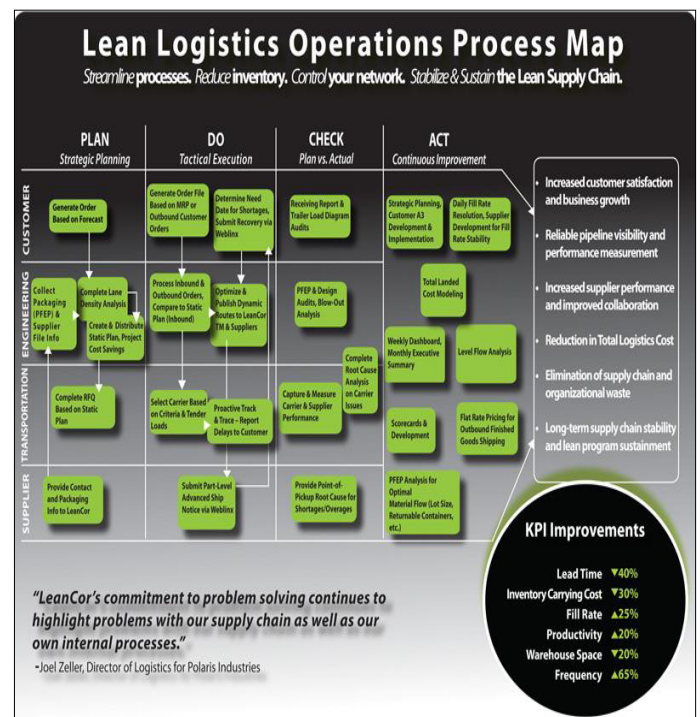 Lean Logistics Operations Process Map
Streamline processes. Reduce inventory. Control your network. Stabilize & Sustain the Lean Supply Chain.
PLAN
Strategic Planning
DO
Tactical Execution
CHECK
Plan vs. Actual
ACT
Continuous Improvement
CUSTOMER
Generate Order
Based on Forecast
Generate Order File
Based on MRP or
Outbound Customer
Orders
Determine Need
Date for Shortages,
Submit Recovery via
Weblinx
Receiving Report &
Trailer Load Diagram
Audits
Strategic Planning,
Customer A3
Development &
Implementation
Daily Fill Rate
Resolution, Supplier
Development for Fill
Rate Stability
ENGINEERING
Collect
Packaging
(PFEP) &
Supplier
File Info
Complete Lane
Density Analysis
Create & Distribute
Static Plan, Project
Cost Savings
Process Inbound &
Outbound Orders,
Compare to Static
Plan (Inbound)
Optimize &
Publish Dynamic
Routes to LeanCor
TM & Suppliers
PFEP & Design
Audits, Blow-Out
Analysis
Total Landed
Cost Modeling
Weekly Dashboard,
Monthly Executive
Summary
Level Flow Analysis
TRANSPORTATION
Complete RFQ
Based on Static
Plan
Select Carrier Based
on Criteria & Tender
Loads
Proactive Track
& Trace – Report
Delays to Customer
Capture & Measure
Carrier & Supplier
Performance
Complete
Root Cause
Analysis
on Carrier
Issues
Scorecards &
Development
Flat Rate Pricing for
Outbound Finished
Goods Shipping
SUPPLIER
Provide Contact
and Packaging
Info to LeanCor
Submit Part-Level
Advanced Ship
Notice via Weblinx
Provide Point-of-
Pickup Root Cause for
Shortages/Overages
PFEP Analysis for
Optimal
Material Flow (Lot Size,
Returnable Containers,
etc.)
• Increased customer satisfaction
and business growth
• Reliable pipeline visibility and
performance measurement
• Increased supplier performance
and improved collaboration
• Reduction in Total Logistics Cost
• Elimination of supply chain and
organizational waste
• Long-term supply chain stability
and lean program sustainment
KPI Improvements
Lead Time ▼40%
Inventory Carrying Cost ▼30%
Fill Rate ▲25%
Productivity ▲20%
Warehouse Space ▼20%
Frequency ▲65%
"LeanCor's commitment to problem solving continues to
highlight problems with our supply chain as well as our
own internal processes."
-Joel Zeller, Director of Logistics for Polaris Industries